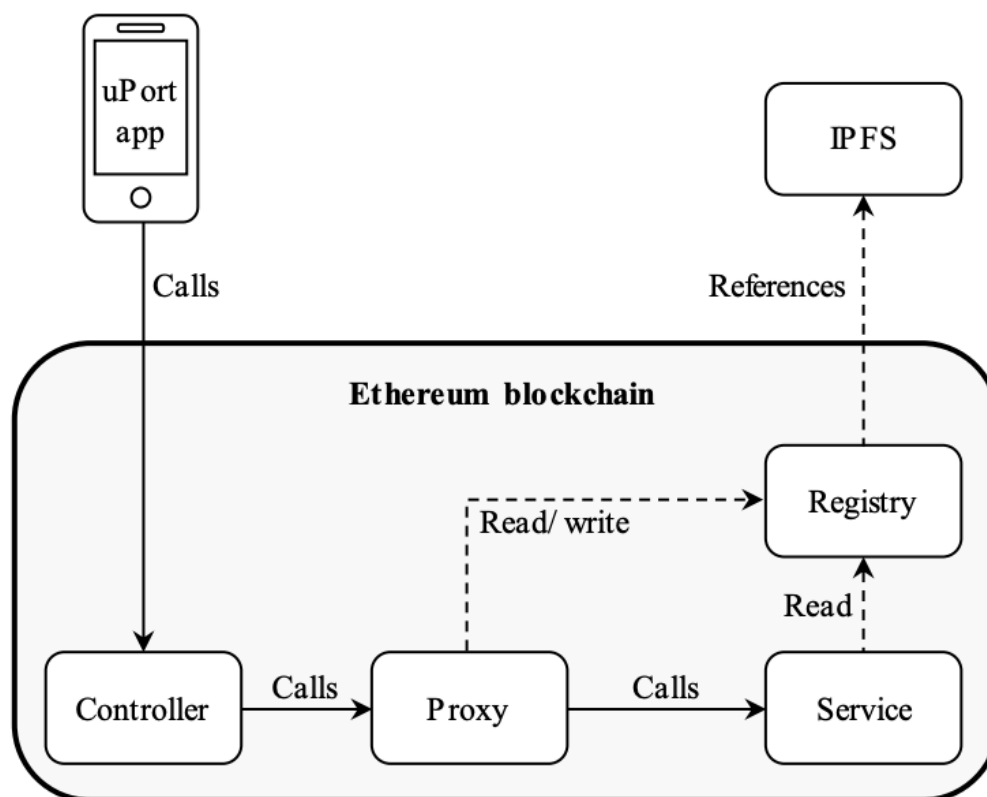 uPort
app
IPFS
Calls
References
Ethereum blockchain
Registry
Read/ write
Read
Controller
Calls
Proxy
Calls
Service